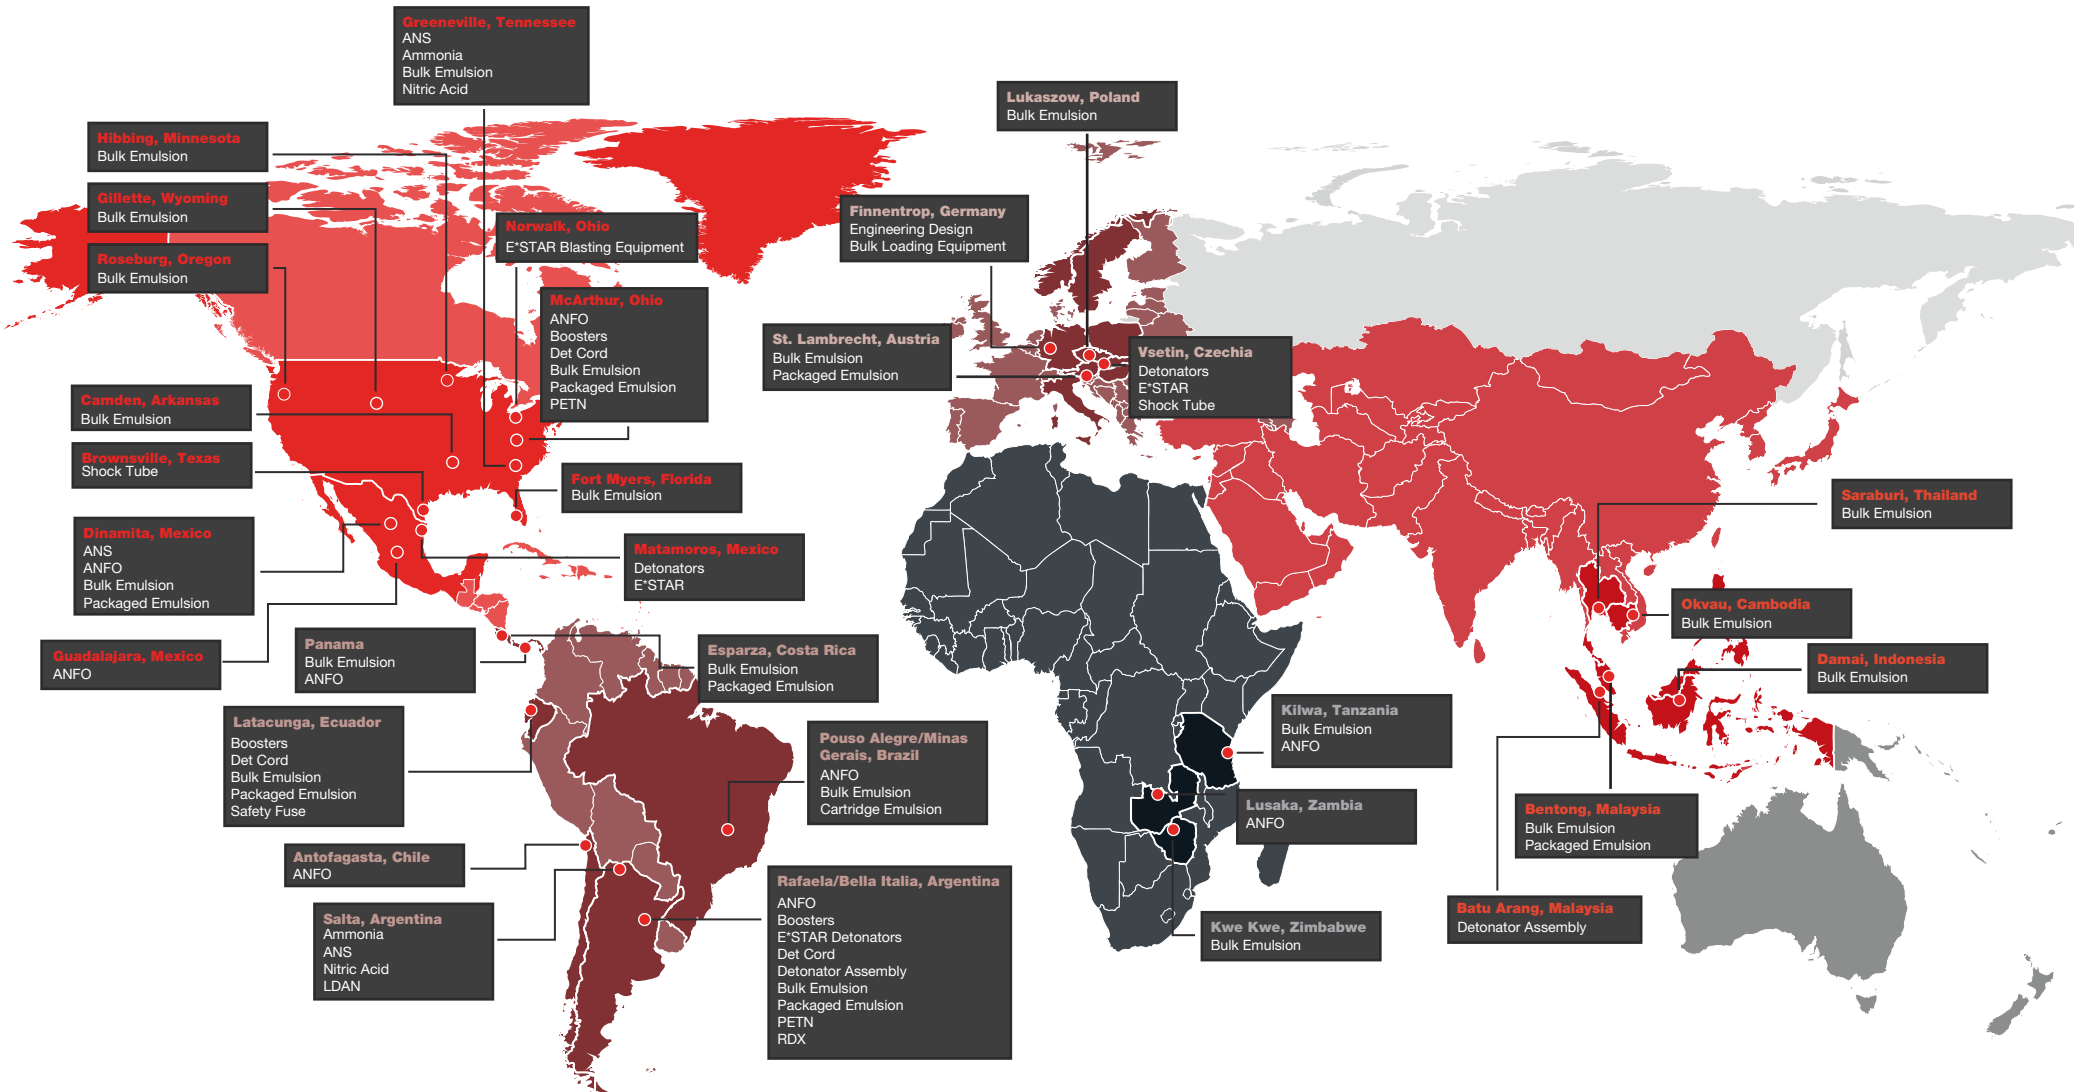 Greeneville, Tennessee
ANS
Ammonia
Bulk Emulsion
Nitric Acid
Lukaszow, Poland
Bulk Emulsion
Hibbing, Minnesota
Bulk Emulsion
Gillette, Wyoming
Bulk Emulsion
Roseburg, Oregon
Bulk Emulsion
Norwalk, Ohio
E*STAR Blasting Equipment
Finnentrop, Germany
Engineering Design
Bulk Loading Equipment
McArthur, Ohio
ANFO
Boosters
Det Cord
Bulk Emulsion
Packaged Emulsion
PETN
St. Lambrecht, Austria
Bulk Emulsion
Packaged Emulsion
Vsetin, Czechia
Detonators
E*STAR
Shock Tube
Camden, Arkansas
Bulk Emulsion
Brownsville, Texas
Shock Tube
Fort Myers, Florida
Bulk Emulsion
Saraburi, Thailand
Bulk Emulsion
Dinamita, Mexico
ANS
ANFO
Bulk Emulsion
Packaged Emulsion
Matamoros, Mexico
Detonators
E*STAR
Okvau, Cambodia
Bulk Emulsion
Guadalajara, Mexico
ANFO
Panama
Bulk Emulsion
ANFO
Esparza, Costa Rica
Bulk Emulsion
Packaged Emulsion
Damai, Indonesia
Bulk Emulsion
Latacunga, Ecuador
Boosters
Det Cord
Bulk Emulsion
Packaged Emulsion
Safety Fuse
Pouso Alegre/Minas
Gerais, Brazil
ANFO
Bulk Emulsion
Cartridge Emulsion
Kilwa, Tanzania
Bulk Emulsion
ANFO
Lusaka, Zambia
ANFO
Bentong, Malaysia
Bulk Emulsion
Packaged Emulsion
Antofagasta, Chile
ANFO
Salta, Argentina
Ammonia
ANS
Nitric Acid
LDAN
Rafaela/Bella Italia, Argentina
ANFO
Boosters
E*STAR Detonators
Det Cord
Detonator Assembly
Bulk Emulsion
Packaged Emulsion
PETN
RDX
Kwe Kwe, Zimbabwe
Bulk Emulsion
Batu Arang, Malaysia
Detonator Assembly